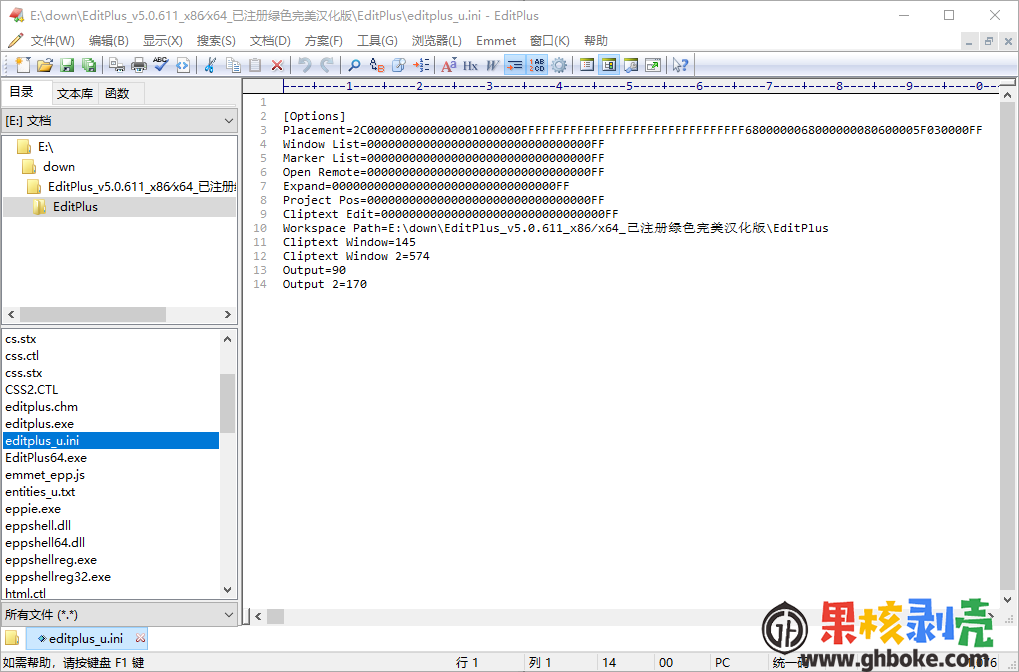 E:\down\EditPlus_v5.0.611_x86⁄x64_已注册绿色完美汉化版\EditPlus\editplus_u.ini - EditPlus
文件(W) 编辑(B) 显示(X) 搜索(S) 文档(D) 方案(F) 工具(G) 浏览器(L) Emmet 窗口(K) 帮助
目录 文本库 函数
[E:] 文档
E:\
down
EditPlus_v5.0.611_x86⁄x64_已注册
EditPlus
cs.stx
css.ctl
css.stx
CSS2.CTL
editplus.chm
editplus.exe
editplus_u.ini
EditPlus64.exe
emmet_epp.js
entities_u.txt
eppie.exe
eppshell.dll
eppshell64.dll
eppshellreg.exe
eppshellreg32.exe
html.ctl
所有文件 (*.*)
----+----1----+----2----+----3----+----4----+----5----+----6----+----7----+----8----+----9----+----0--
1
2 [Options]
3 Placement=2C00000000000000010000000FFFFFFFFFFFFFFFFFFFFFFFFFFFFFFFF6800000068000000080600005F030000FF
4 Window List=00000000000000000000000000000000FF
5 Marker List=00000000000000000000000000000000FF
6 Open Remote=00000000000000000000000000000000FF
7 Expand=00000000000000000000000000000000FF
8 Project Pos=00000000000000000000000000000000FF
9 Cliptext Edit=00000000000000000000000000000000FF
10 Workspace Path=E:\down\EditPlus_v5.0.611_x86⁄x64_已注册绿色完美汉化版\EditPlus
11 Cliptext Window=145
12 Cliptext Window 2=574
13 Output=90
14 Output 2=170
editplus_u.ini
如需帮助，请按键盘 F1 键 行 1 列 1 14 00 PC 统一
果核剥壳
www.ghboke.com